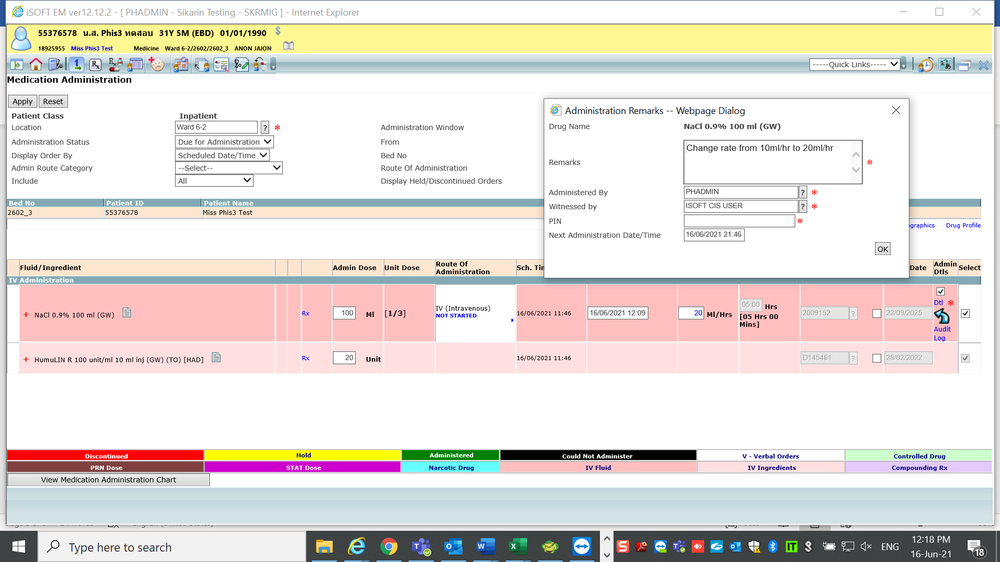 iSOFT EM ver12.12.2 - [ PHADMIN - Sikarin Testing - SKRMIG ] - Internet Explorer
55376578 น.ส. Phis3 ทดสอบ 31Y 5M (EBD) 01/01/1990 $
18925955 Miss Phis3 Test Medicine Ward 6-2/2602/2602_3 ANON JAION
-----Quick Links-----
Medication Administration
Apply Reset
Patient Class Inpatient
Location Ward 6-2 ? *
Administration Window
Administration Status Due for Administration
From
Display Order By Scheduled Date/Time
Bed No
Admin Route Category --Select--
Route Of Administration
Include All
Display Held/Discontinued Orders
Administration Remarks -- Webpage Dialog
Drug Name NaCl 0.9% 100 ml (GW)
Remarks Change rate from 10ml/hr to 20ml/hr *
Administered By PHADMIN ? *
Witnessed by ISOFT CIS USER ? *
PIN *
Next Administration Date/Time 16/06/2021 21:46
OK
Bed No Patient ID Patient Name
2602_3 55376578 Miss Phis3 Test
ographics Drug Profile
Fluid/Ingredient Admin Dose Unit Dose Route Of Administration Sch. Tim Date Admin Dtls Select
IV Administration
+ NaCl 0.9% 100 ml (GW) Rx 100 Ml [1/3] IV (Intravenous) NOT STARTED 16/06/2021 11:46 16/06/2021 12:09 20 Ml/Hrs 05:00 Hrs [05 Hrs 00 Mins] 2009152 ? 22/09/2025 Dtl * Audit Log
+ HumuLIN R 100 unit/ml 10 ml inj (GW) (TO) [HAD] Rx 20 Unit 16/06/2021 11:46 D145481 ? 28/02/2022
Discontinued Hold Administered Could Not Administer V - Verbal Orders Controlled Drug
PRN Dose STAT Dose Narcotic Drug IV Fluid IV Ingredients Compounding Rx
View Medication Administration Chart
Type here to search
ENG
12:18 PM
16-Jun-21
18